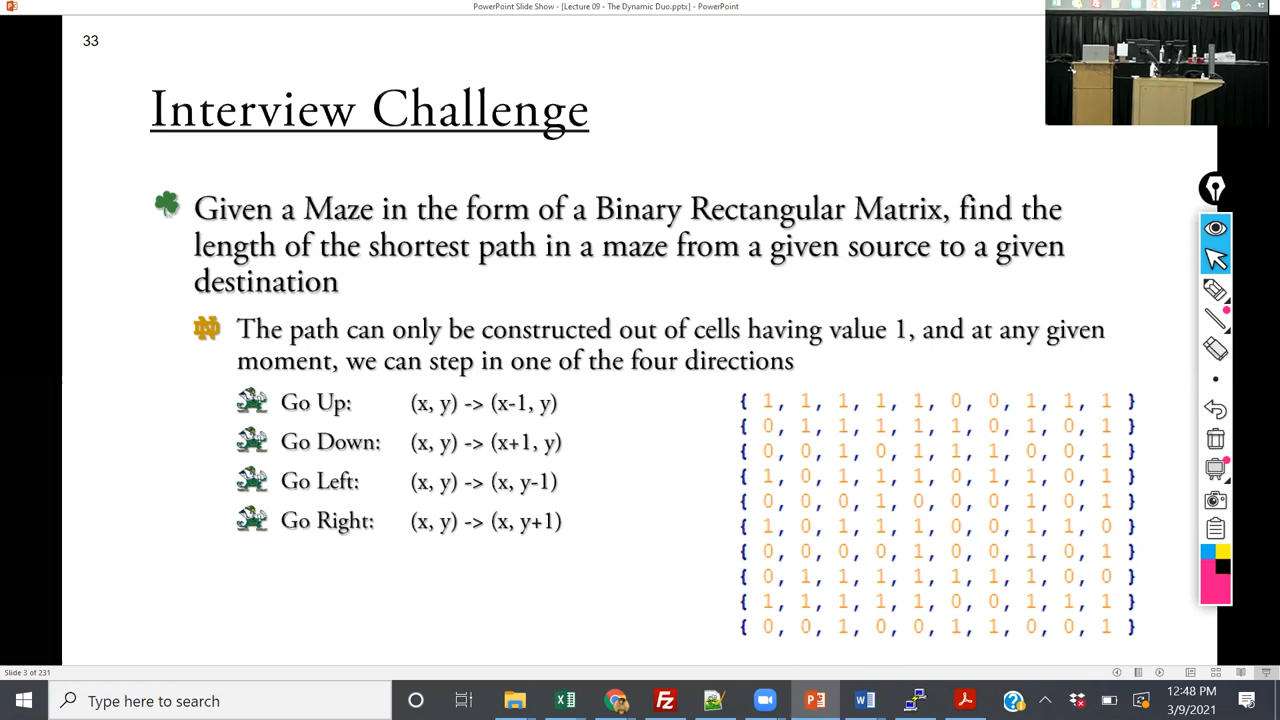 PowerPoint Slide Show - [Lecture 09 - The Dynamic Duo.pptx] - PowerPoint
33
Interview Challenge
Given a Maze in the form of a Binary Rectangular Matrix, find the
length of the shortest path in a maze from a given source to a given
destination
The path can only be constructed out of cells having value 1, and at any given
moment, we can step in one of the four directions
Go Up: (x, y) -> (x-1, y)
Go Down: (x, y) -> (x+1, y)
Go Left: (x, y) -> (x, y-1)
Go Right: (x, y) -> (x, y+1)
{ 1, 1, 1, 1, 1, 0, 0, 1, 1, 1 }
{ 0, 1, 1, 1, 1, 1, 0, 1, 0, 1 }
{ 0, 0, 1, 0, 1, 1, 1, 0, 0, 1 }
{ 1, 0, 1, 1, 1, 0, 1, 1, 0, 1 }
{ 0, 0, 0, 1, 0, 0, 0, 1, 0, 1 }
{ 1, 0, 1, 1, 1, 0, 0, 1, 1, 0 }
{ 0, 0, 0, 0, 1, 0, 0, 1, 0, 1 }
{ 0, 1, 1, 1, 1, 1, 1, 1, 0, 0 }
{ 1, 1, 1, 1, 1, 0, 0, 1, 1, 1 }
{ 0, 0, 1, 0, 0, 1, 1, 0, 0, 1 }
Slide 3 of 231
Type here to search
12:48 PM
3/9/2021